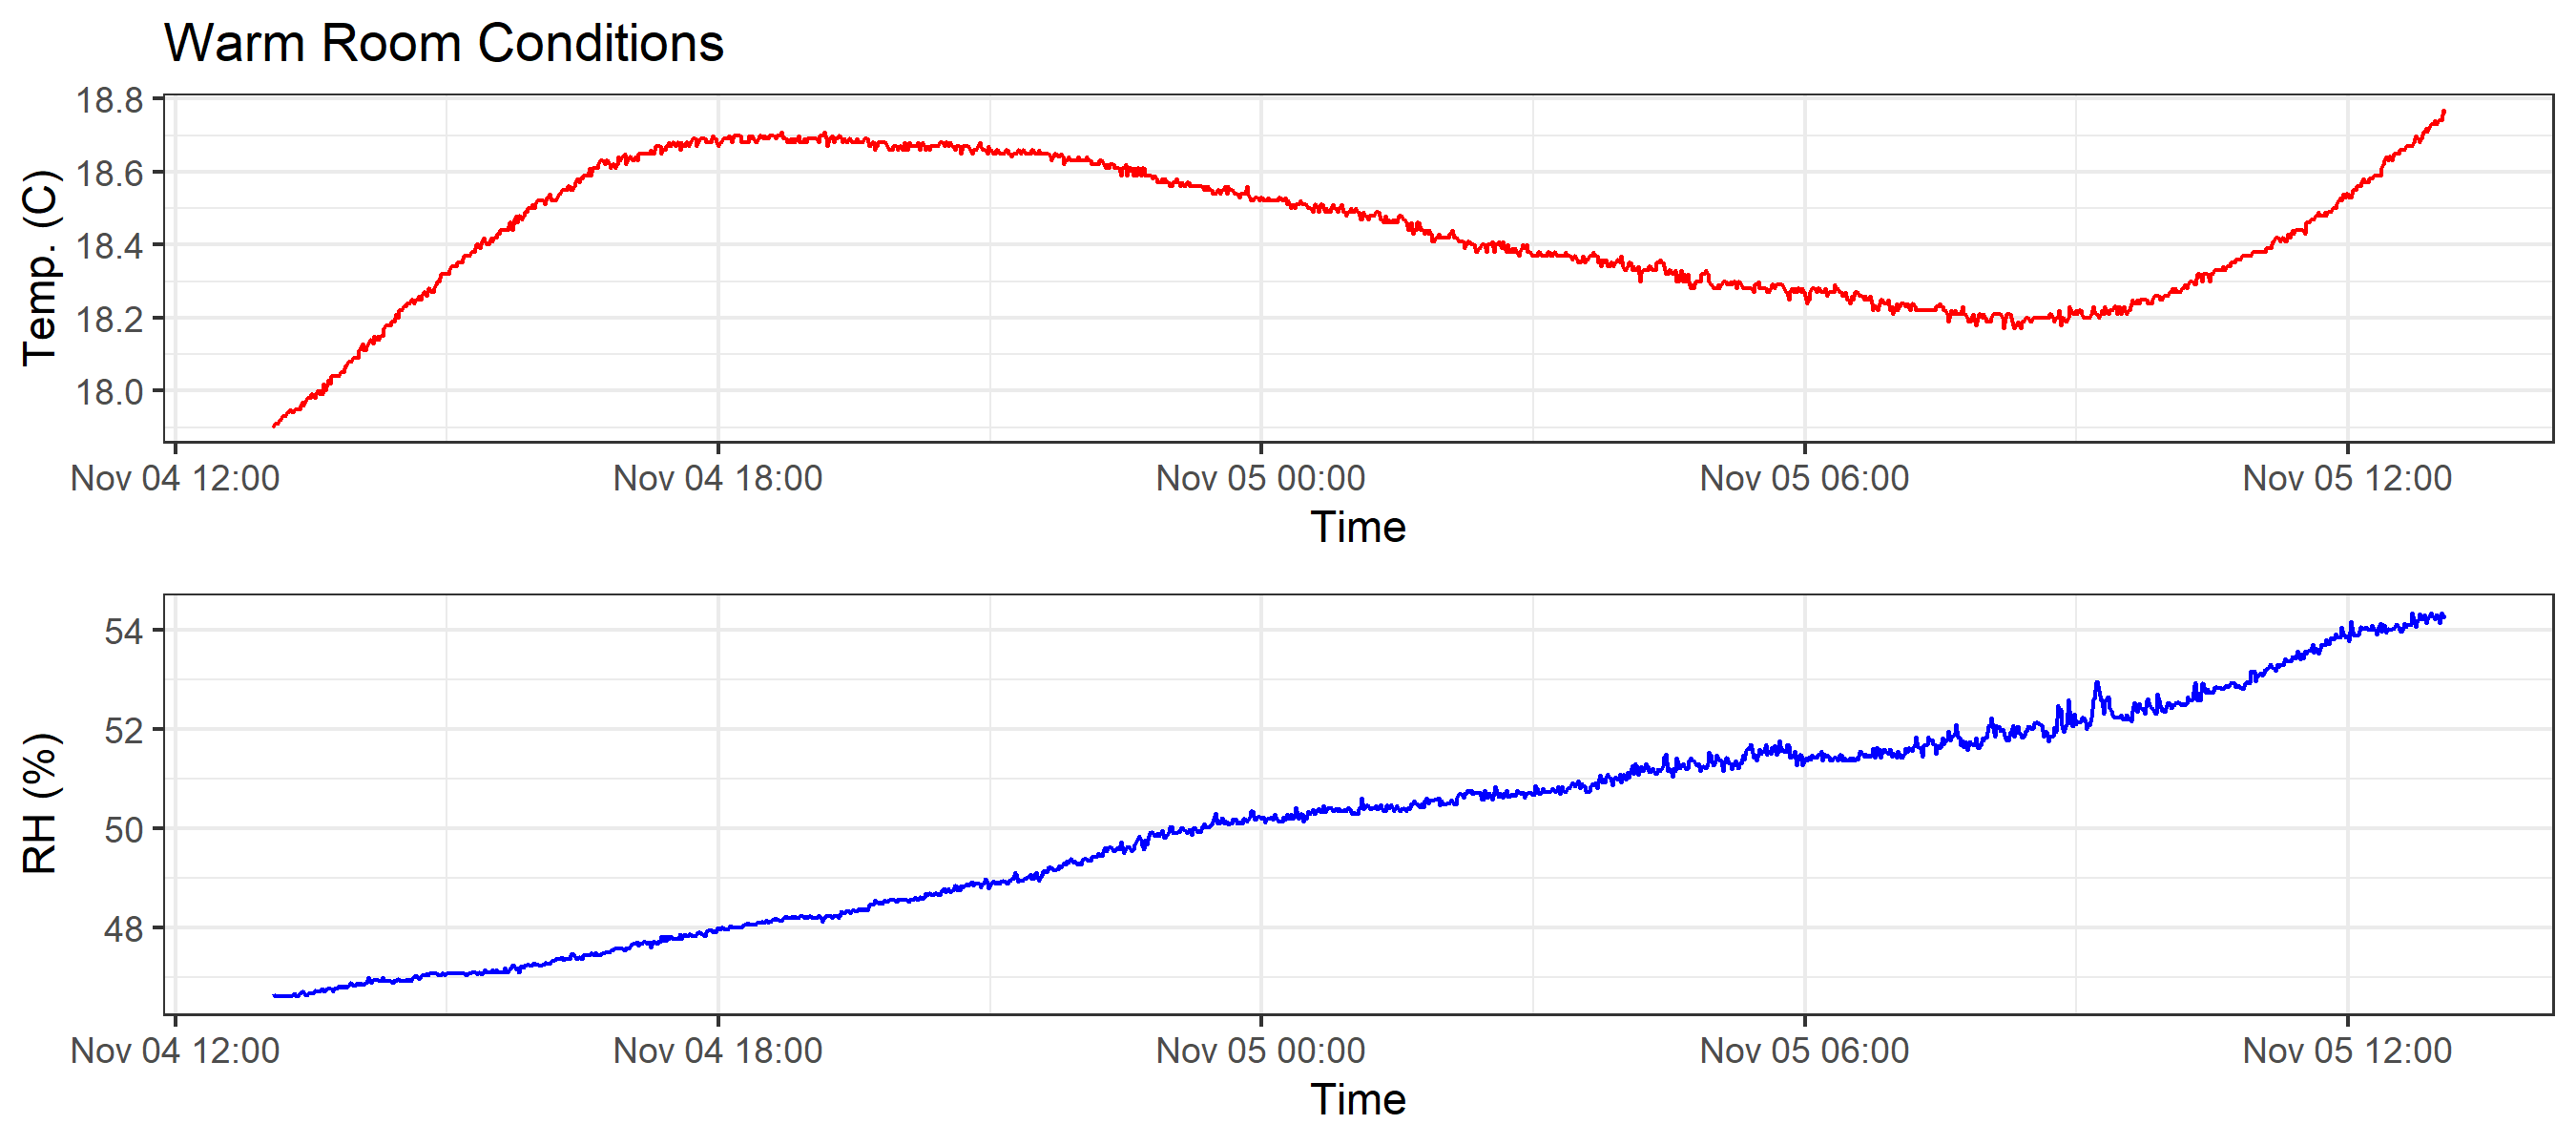 Warm Room Conditions
18.8
18.6
18.4
18.2
18.0
Temp. (C)
Nov 04 12:00 Nov 04 18:00 Nov 05 00:00 Nov 05 06:00 Nov 05 12:00
Time
54
52
50
48
RH (%)
Nov 04 12:00 Nov 04 18:00 Nov 05 00:00 Nov 05 06:00 Nov 05 12:00
Time